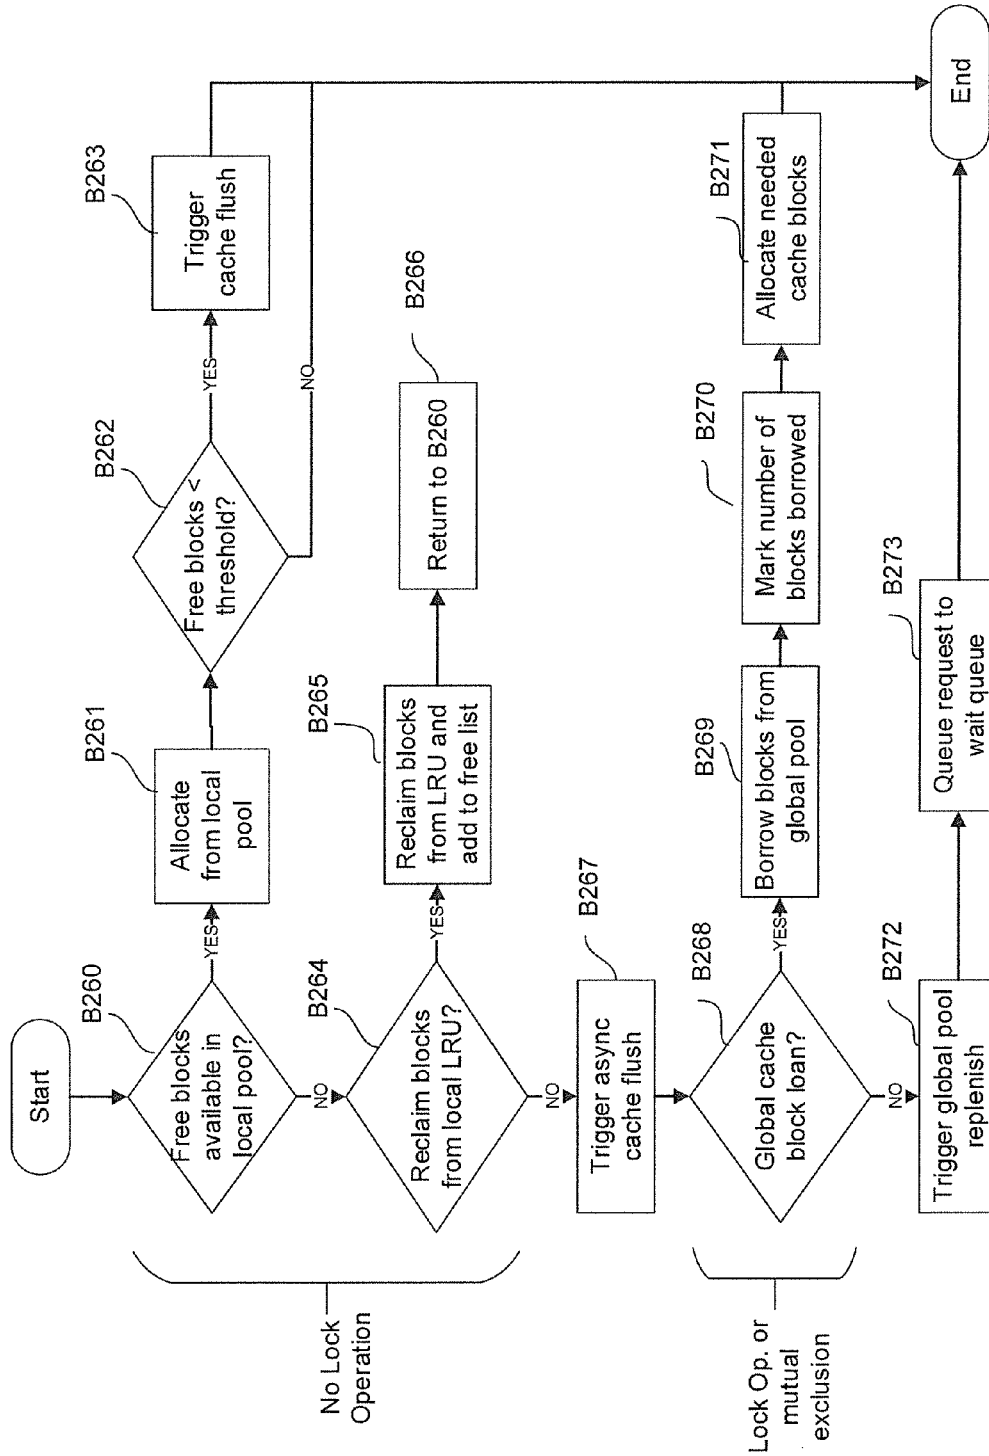 Start
B260
Free blocks
available in
local pool?
YES
B261
Allocate
from local
pool
B262
Free blocks <
threshold?
YES
B263
Trigger
cache flush
NO
NO
No Lock
Operation
B264
Reclaim blocks
from local LRU?
YES
B265
Reclaim blocks
from LRU and
add to free list
B266
Return to B260
NO
B267
Trigger async
cache flush
Lock Op. or
mutual
exclusion
B268
Global cache
block loan?
YES
B269
Borrow blocks from
global pool
B270
Mark number of
blocks borrowed
B271
Allocate needed
cache blocks
NO
B272
Trigger global pool
replenish
B273
Queue request to
wait queue
End